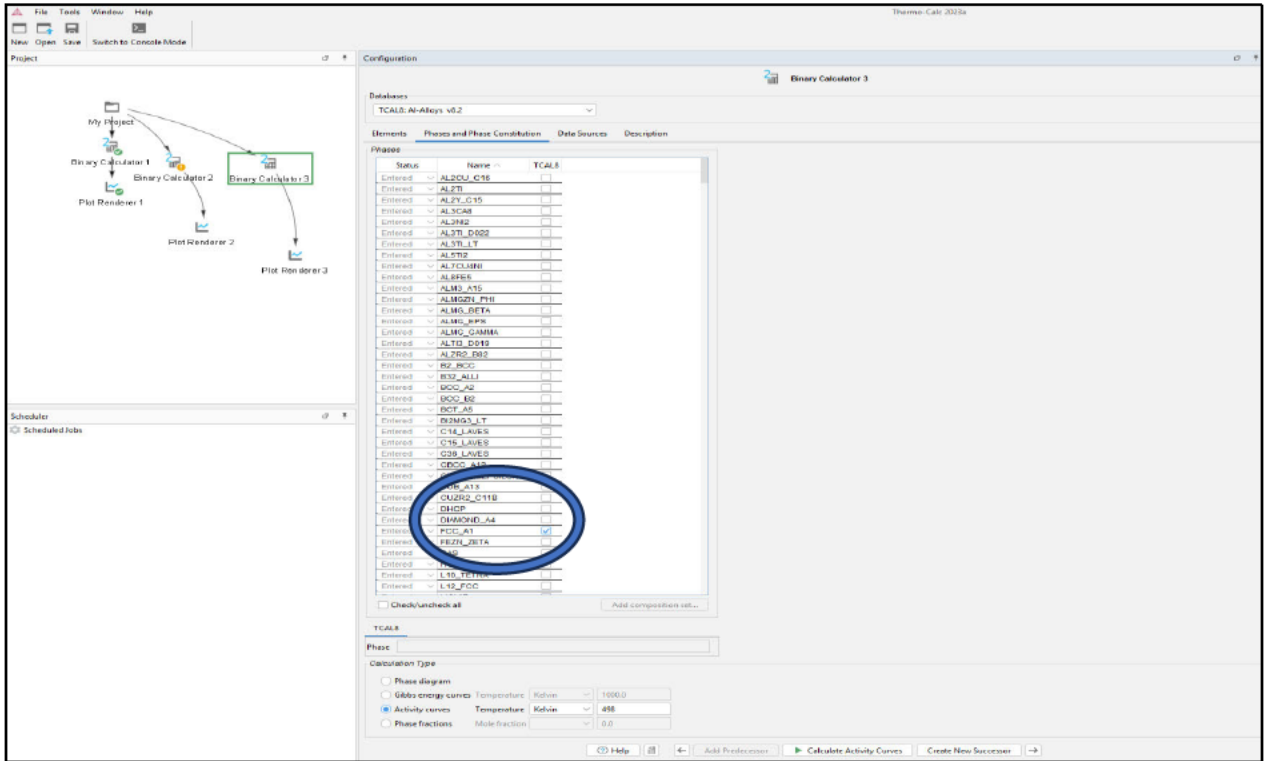 File Tools Window Help
Thermo-Calc 2023a
New Open Save Switch to Console Mode
Project
My Project
Binary Calculator 1
Binary Calculator 2
Binary Calculator 3
Plot Renderer 1
Plot Renderer 2
Plot Renderer 3
Scheduler
Scheduled Jobs
Configuration
Binary Calculator 3
Databases
TCAL8: Al-Alloys v8.2
Elements Phases and Phase Constitution Data Sources Description
Phases
Status Name TCAL8
Entered AL2CU_C16
Entered AL2TI
Entered AL2Y_C15
Entered AL3CA8
Entered AL3NI2
Entered AL3TI_D022
Entered AL3TI_LT
Entered AL5TI2
Entered AL7CU4NI
Entered AL8FE5
Entered ALM3_A15
Entered ALMGZN_PHI
Entered ALMG_BETA
Entered ALMG_EPS
Entered ALMG_GAMMA
Entered ALTI3_D019
Entered ALZR2_B82
Entered B2_BCC
Entered B32_ALLI
Entered BCC_A2
Entered BCC_B2
Entered BCT_A5
Entered BI2MG3_LT
Entered C14_LAVES
Entered C15_LAVES
Entered C36_LAVES
Entered CBCC_A12
Entered
Entered CUB_A13
Entered CUZR2_C11B
Entered DHCP
Entered DIAMOND_A4
Entered FCC_A1
Entered FEZN_ZETA
Entered GAS
Entered
Entered L10_TETRA
Entered L12_FCC
Check/uncheck all Add composition set...
TCAL8
Phase
Calculation Type
Phase diagram
Gibbs energy curves Temperature Kelvin 1000.0
Activity curves Temperature Kelvin 498
Phase fractions Mole fraction 0.0
Help Add Predecessor Calculate Activity Curves Create New Successor